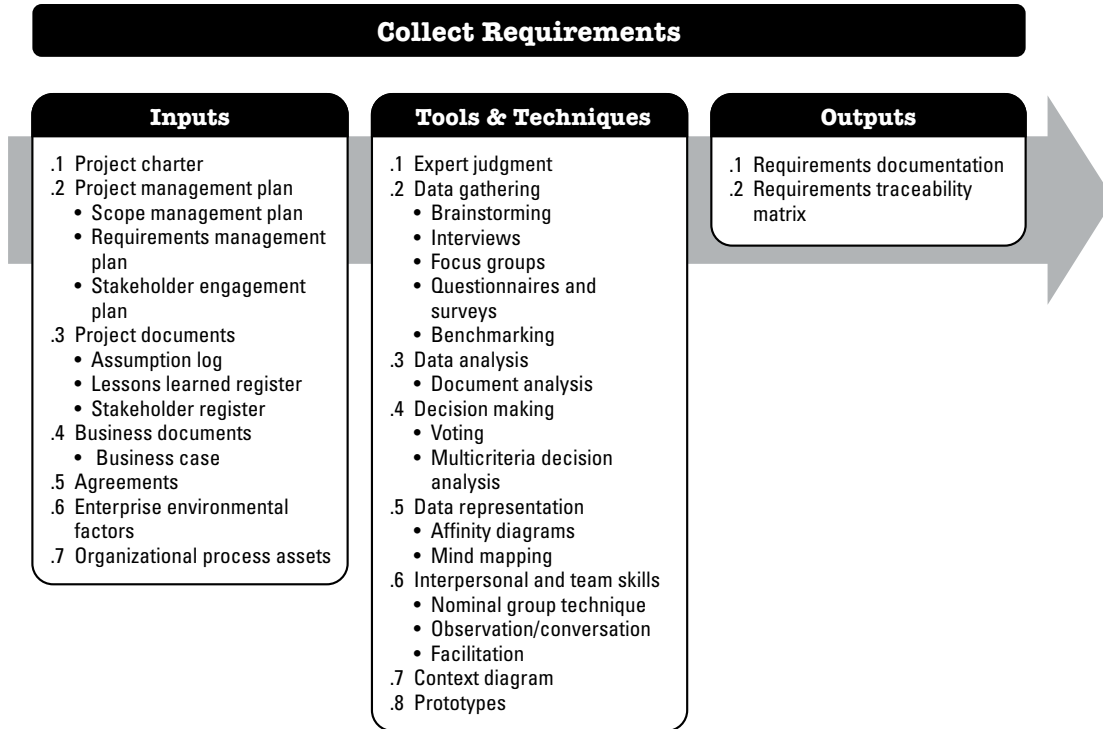 Collect Requirements
Inputs
.1 Project charter
.2 Project management plan
• Scope management plan
• Requirements management
plan
• Stakeholder engagement
plan
.3 Project documents
• Assumption log
• Lessons learned register
• Stakeholder register
.4 Business documents
• Business case
.5 Agreements
.6 Enterprise environmental
factors
.7 Organizational process assets
Tools & Techniques
.1 Expert judgment
.2 Data gathering
• Brainstorming
• Interviews
• Focus groups
• Questionnaires and
surveys
• Benchmarking
.3 Data analysis
• Document analysis
.4 Decision making
• Voting
• Multicriteria decision
analysis
.5 Data representation
• Affinity diagrams
• Mind mapping
.6 Interpersonal and team skills
• Nominal group technique
• Observation/conversation
• Facilitation
.7 Context diagram
.8 Prototypes
Outputs
.1 Requirements documentation
.2 Requirements traceability
matrix